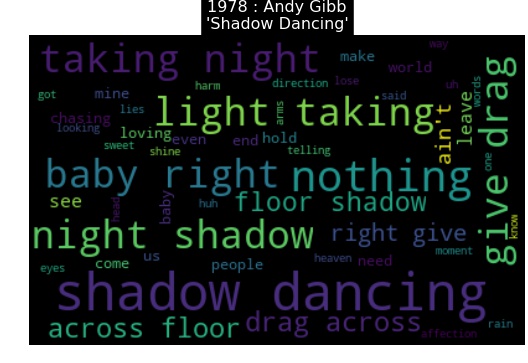 1978 : Andy Gibb
'Shadow Dancing'
way
taking night
make
world
give drag
harm
direction
lose
uh
got
mine
said
words
lies
arms
light taking
ain't
leave
chasing
looking
loving
even
end
hold
sweet
shine
telling
baby right
nothing
one
see
head
baby
huh
floor shadow
know
night shadow
right give
moment
come
us
people
heaven
need
eyes
shadow dancing
across floor
drag across
rain
affection